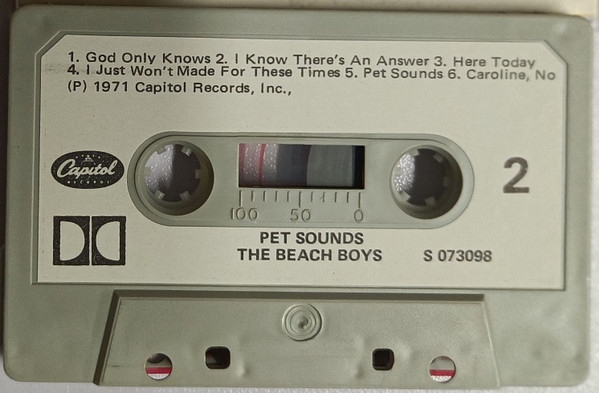 1. God Only Knows 2. I Know There's An Answer 3. Here Today
4. I Just Won't Made For These Times 5. Pet Sounds 6. Caroline, No
(P) 1971 Capitol Records, Inc.,
Capitol
RECORDS
2
100 50 0
PET SOUNDS
THE BEACH BOYS S 073098